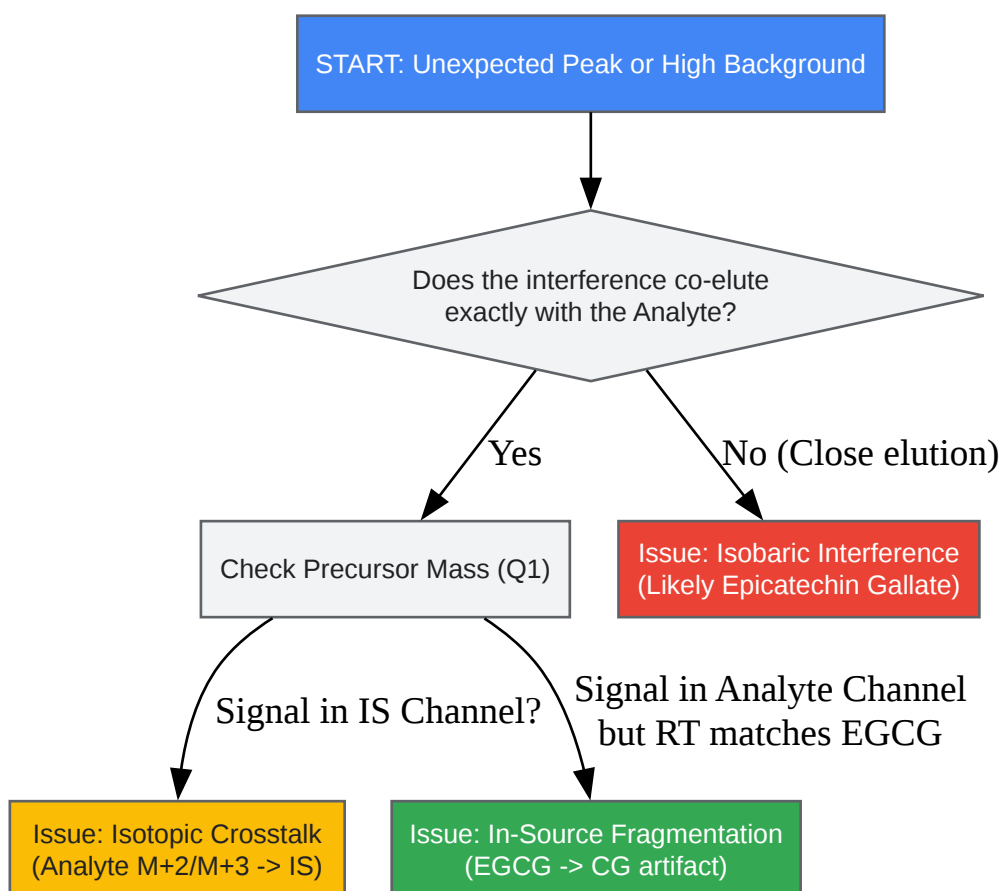 START: Unexpected Peak or High Background
Does the interference co-elute
exactly with the Analyte?
Yes
No (Close elution)
Check Precursor Mass (Q1)
Issue: Isobaric Interference
(Likely Epicatechin Gallate)
Signal in IS Channel?
Signal in Analyte Channel
but RT matches EGCG
Issue: Isotopic Crosstalk
(Analyte M+2/M+3 -> IS)
Issue: In-Source Fragmentation
(EGCG -> CG artifact)